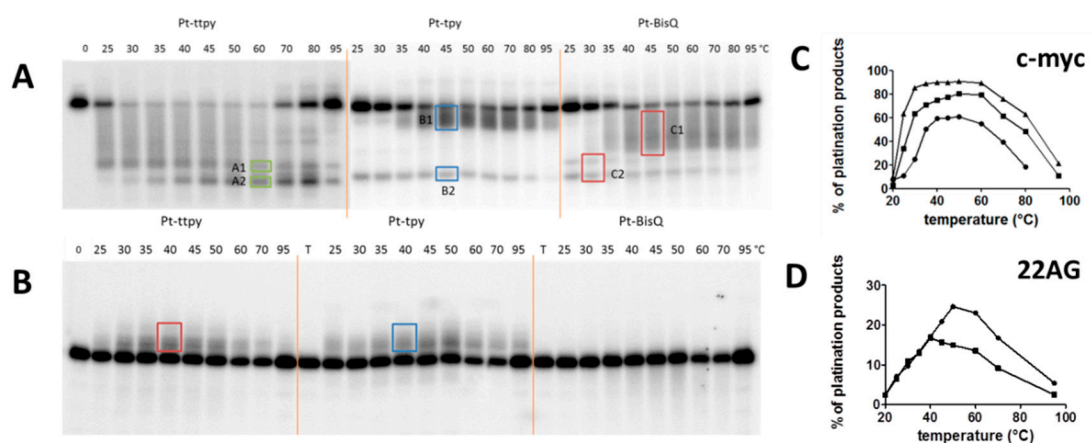 Pt-ttpy Pt-tpy Pt-BisQ
0 25 30 35 40 45 50 60 70 80 95 25 30 35 40 45 60 70 80 95 25 30 40 45 50 60 70 80 95 °C
A
B1
C1
A1
A2
B2
C2
Pt-ttpy Pt-tpy Pt-BisQ
0 25 30 35 40 45 50 60 70 95 T 25 30 35 40 45 50 60 70 95 T 25 30 35 40 45 50 60 70 95 °C
B
C
c-myc
% of platination products
100
80
60
40
20
0
20 40 60 80 100
temperature (°C)
D
22AG
% of platination products
30
20
10
0
20 40 60 80 100
temperature (°C)